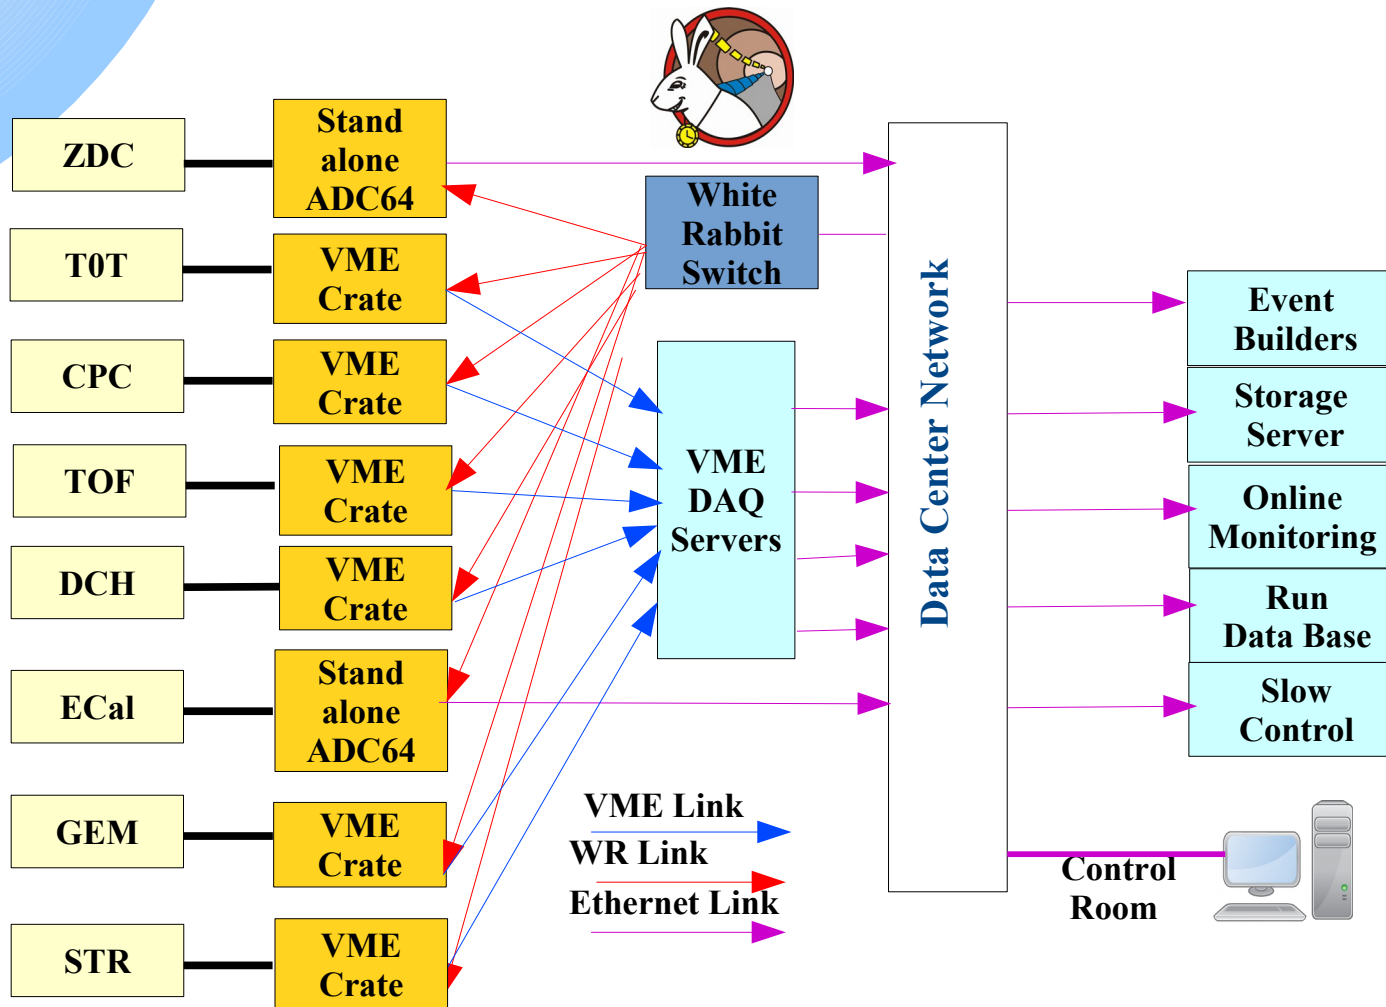 ZDC
Stand
alone
ADC64
White
Rabbit
Switch
T0T
VME
Crate
CPC
VME
Crate
TOF
VME
Crate
DCH
VME
Crate
ECal
Stand
alone
ADC64
GEM
VME
Crate
STR
VME
Crate
VME
DAQ
Servers
Data Center Network
Event
Builders
Storage
Server
Online
Monitoring
Run
Data Base
Slow
Control
VME Link
WR Link
Ethernet Link
Control
Room